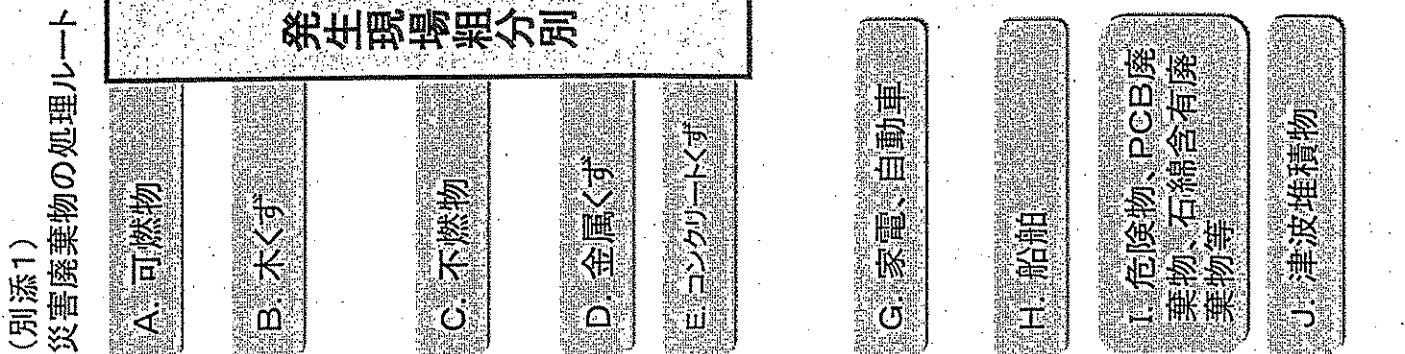 (別添1)
災害廃棄物の処理ルート
A. 可燃物
B. 木くず
C. 不燃物
D. 金属くず
E. コンクリートくず
発生現場粗分別
G. 家電、自動車
H. 船舶
I. 危険物、PCB廃
棄物、石綿含有廃
棄物等
J. 津波堆積物